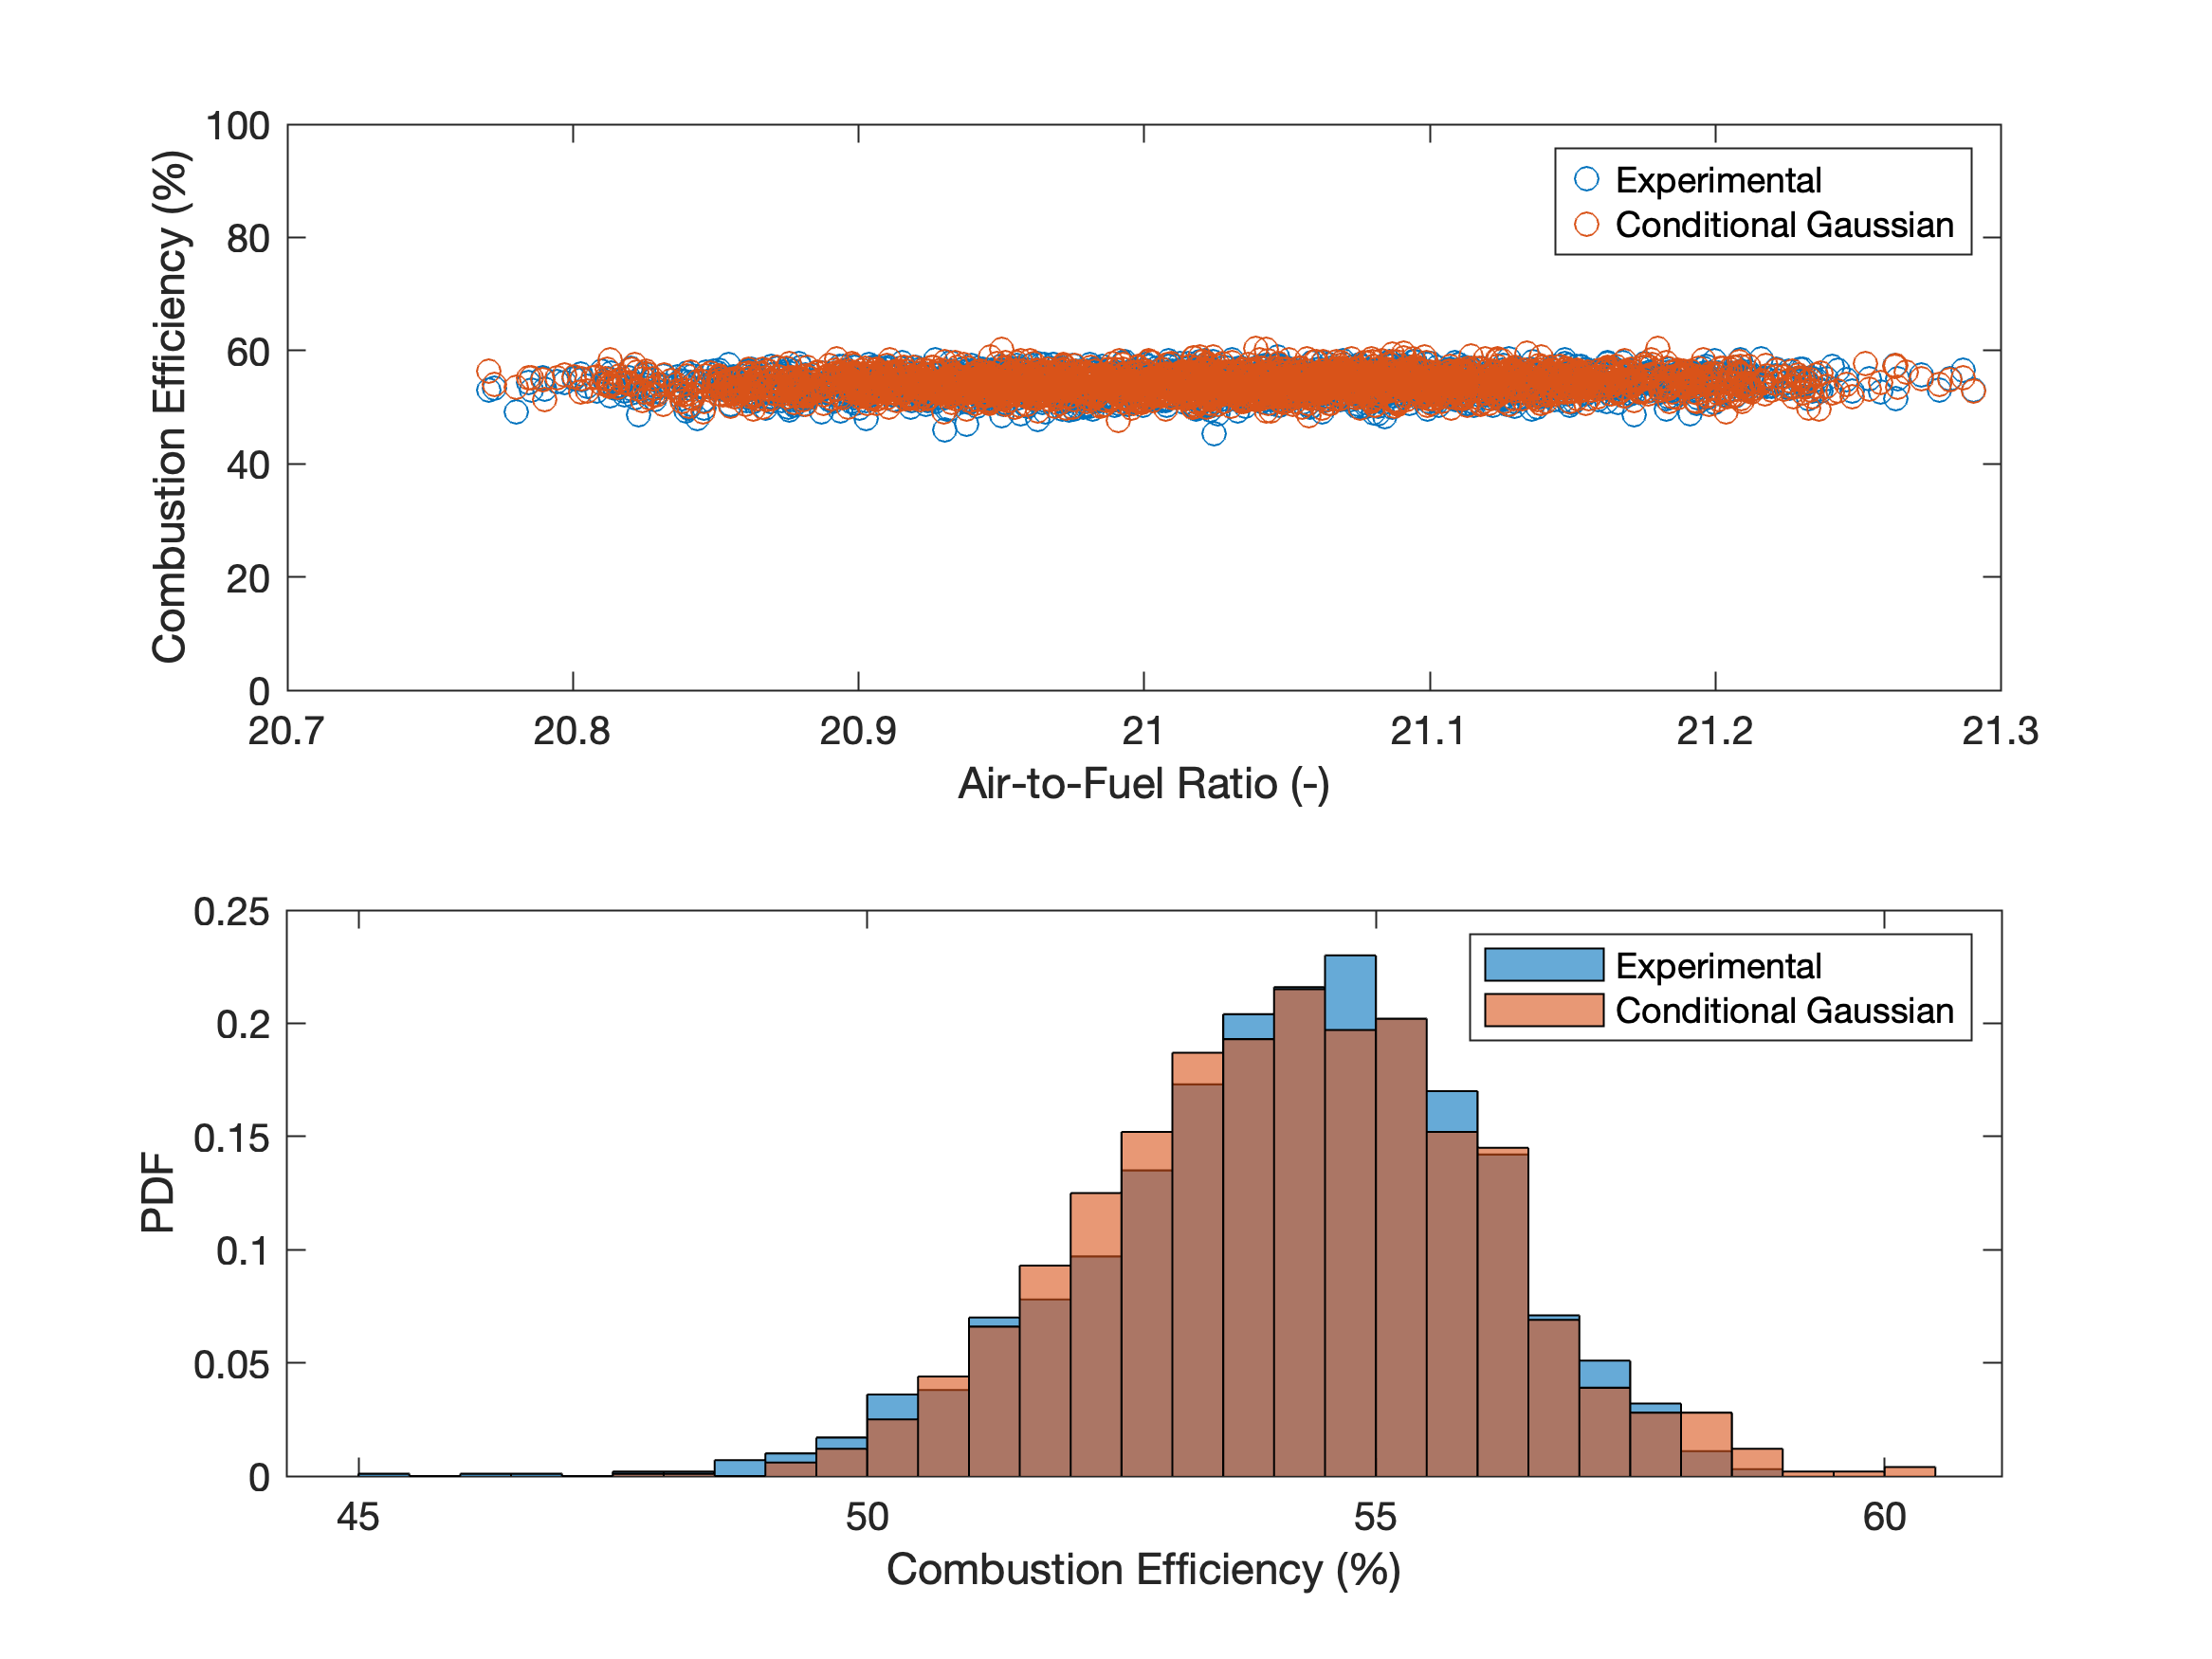 100
80
60
40
20
0
Combustion Efficiency (%)
Experimental
Conditional Gaussian
20.7 20.8 20.9 21 21.1 21.2 21.3
Air-to-Fuel Ratio (-)
0.25
0.2
0.15
0.1
0.05
0
PDF
Experimental
Conditional Gaussian
45 50 55 60
Combustion Efficiency (%)